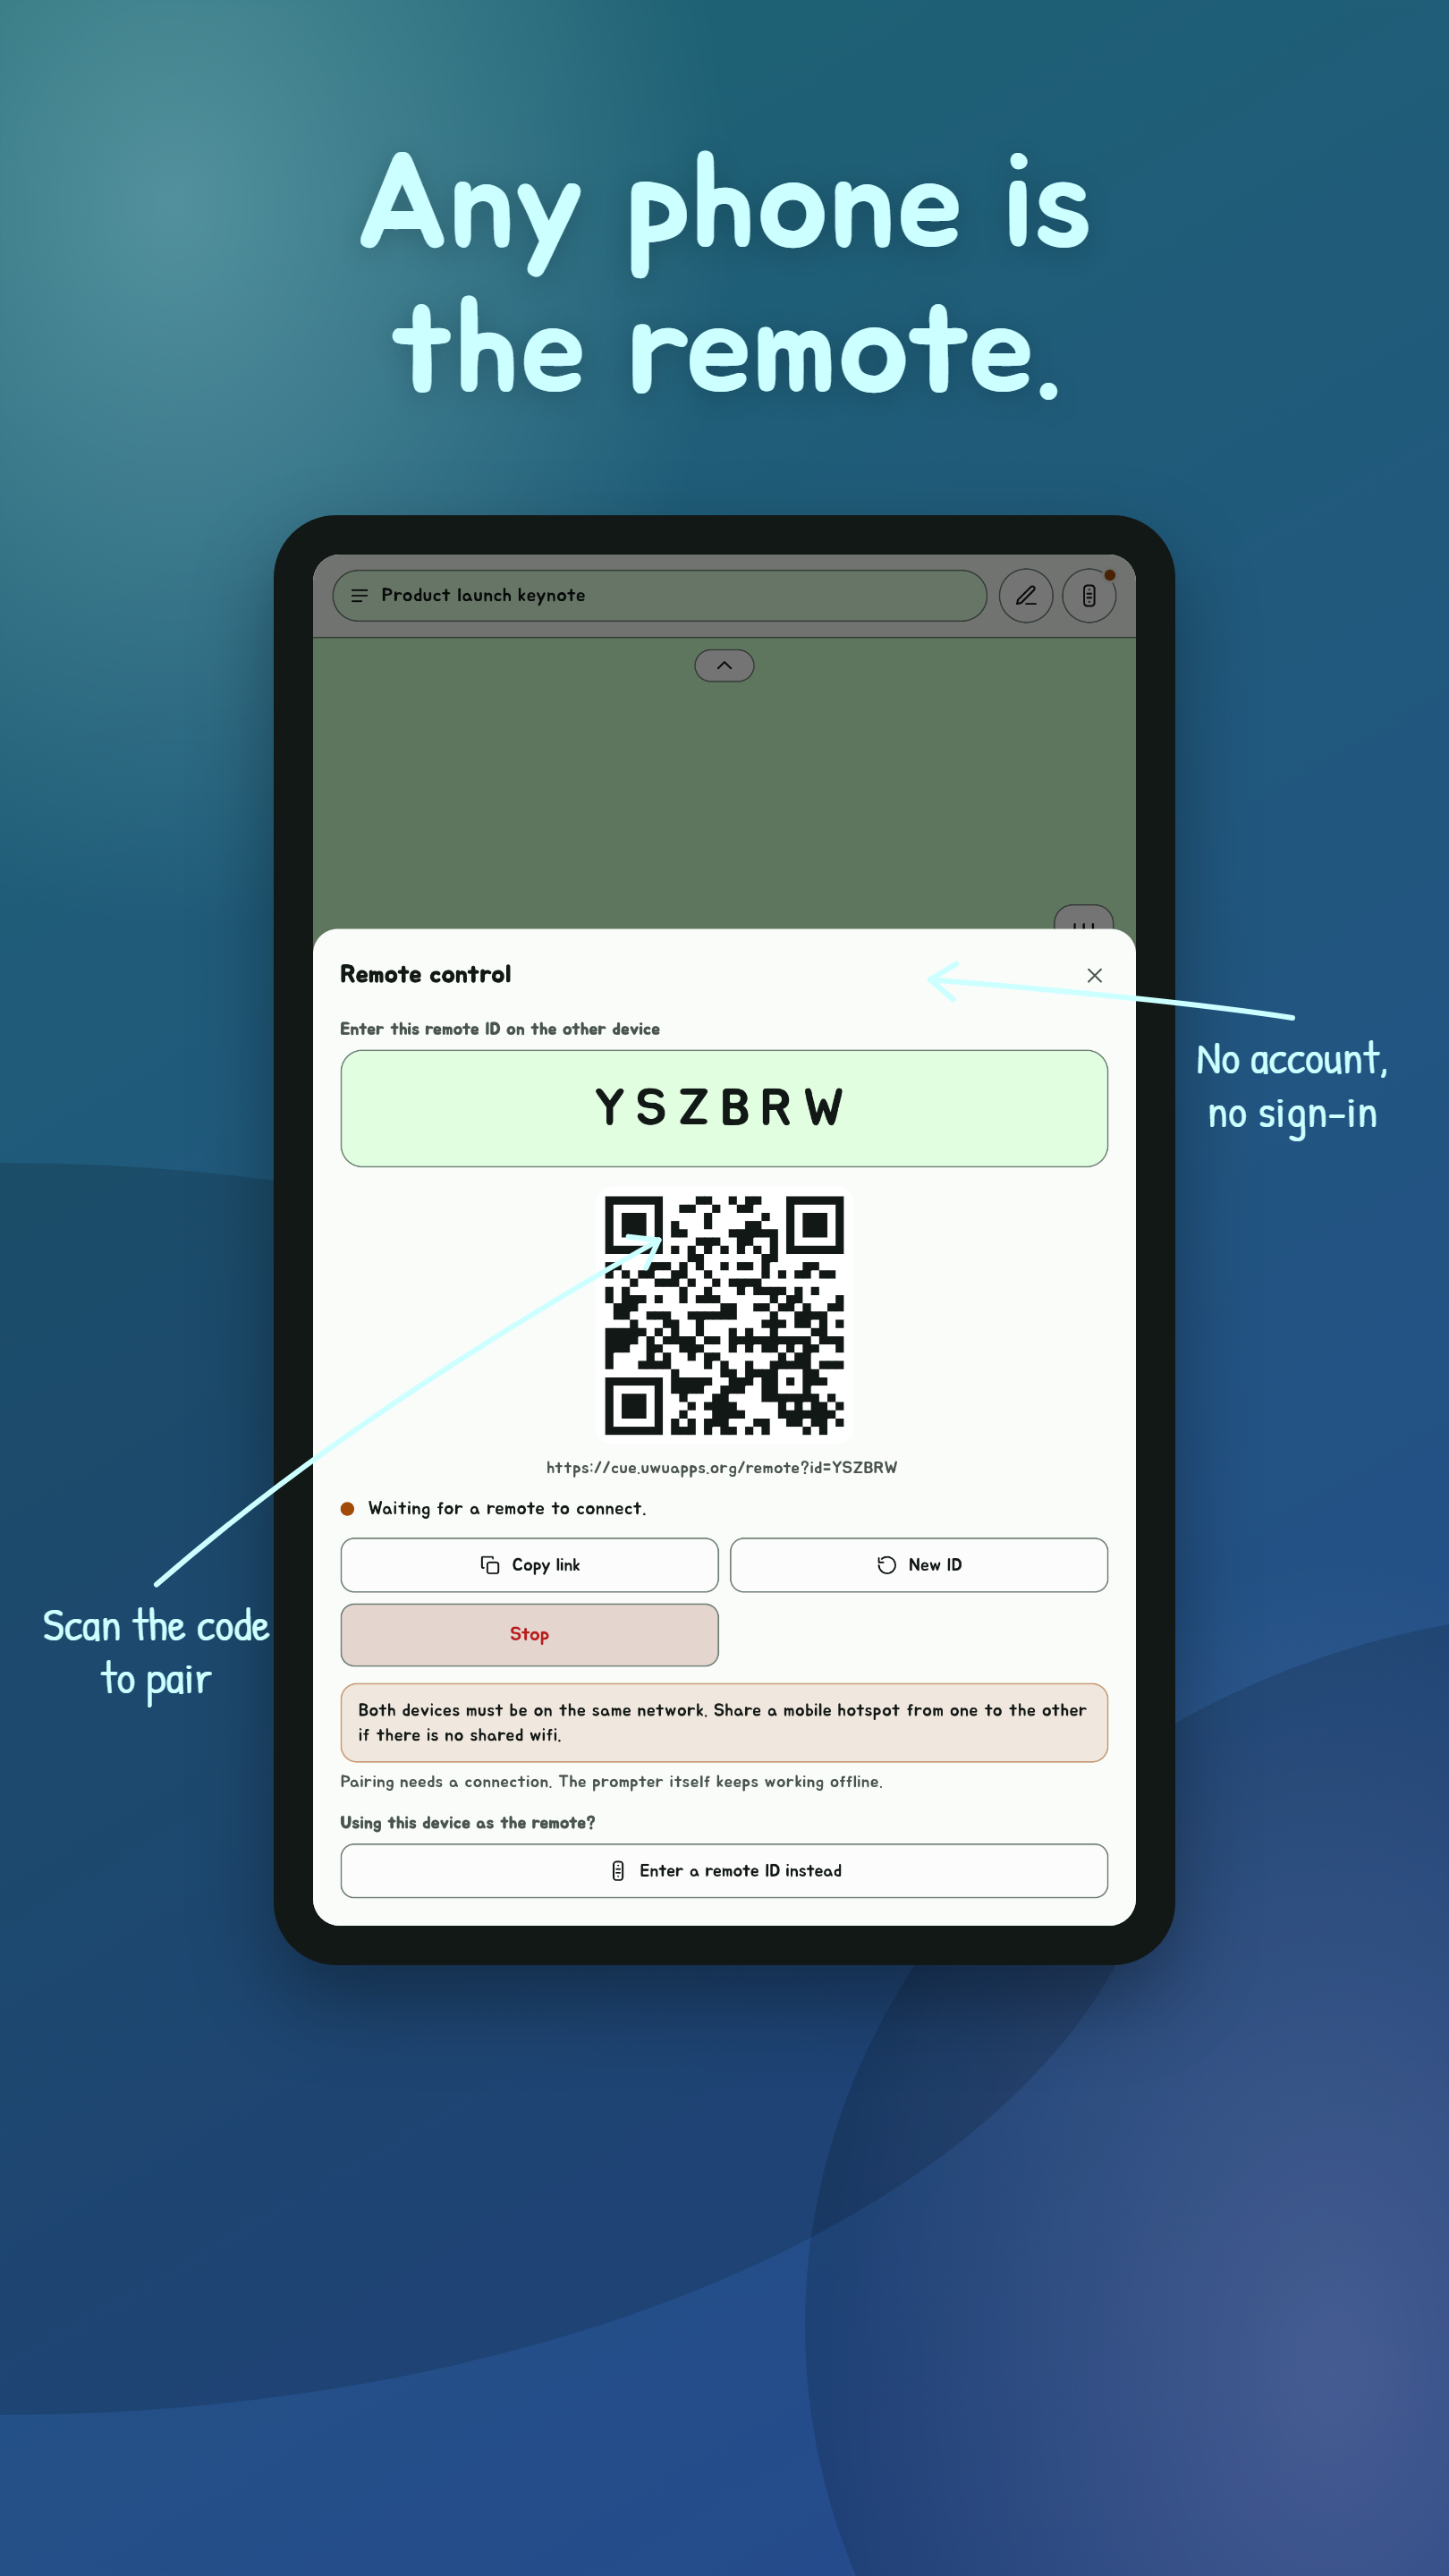 Any phone is
the remote.
Product launch keynote
Remote control
Enter this remote ID on the other device
YSZBRW
https://cue.uwuapps.org/remote?id=YSZBRW
Waiting for a remote to connect.
Copy link
New ID
Stop
Both devices must be on the same network. Share a mobile hotspot from one to the other
if there is no shared wifi.
Pairing needs a connection. The prompter itself keeps working offline.
Using this device as the remote?
Enter a remote ID instead
No account,
no sign-in
Scan the code
to pair